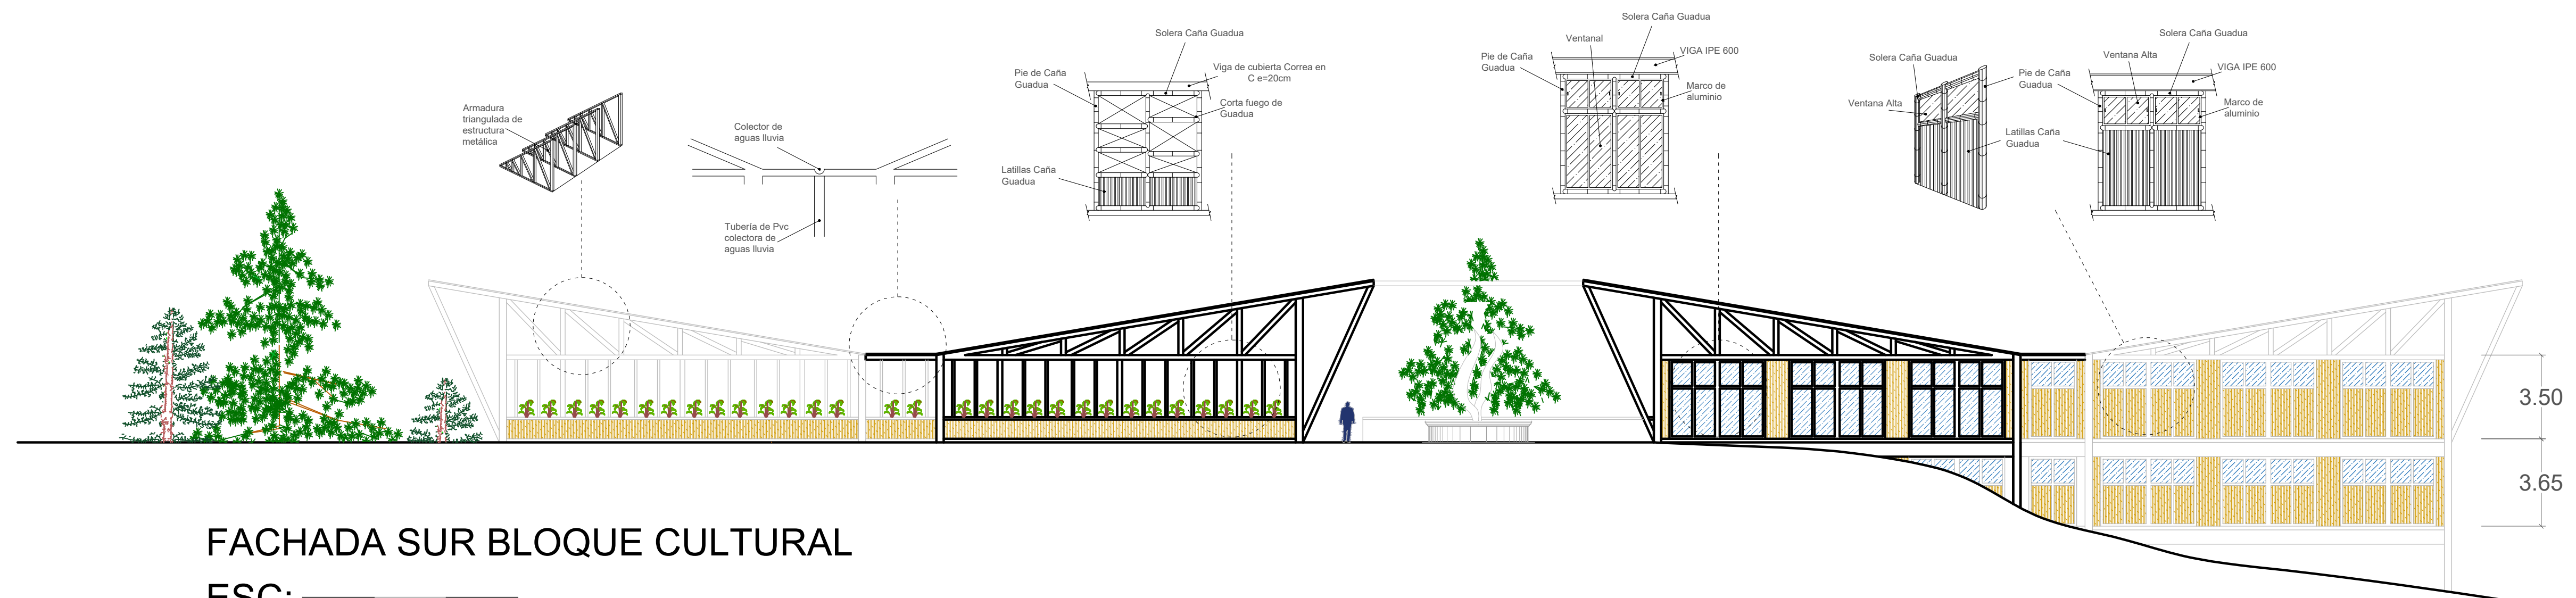 Armadura
triangulada de
estructura
metálica
Colector de
aguas lluvia
Tubería de Pvc
colectora de
aguas lluvia
Solera Caña Guadua
Pie de Caña
Guadua
Viga de cubierta Correa en
C e=20cm
Corta fuego de
Guadua
Latillas Caña
Guadua
Solera Caña Guadua
Ventanal
VIGA IPE 600
Pie de Caña
Guadua
Marco de
aluminio
Solera Caña Guadua
Ventana Alta
Pie de Caña
Guadua
Latillas Caña
Guadua
Solera Caña Guadua
Ventana Alta
VIGA IPE 600
Marco de
aluminio
3.50
3.65
FACHADA SUR BLOQUE CULTURAL
ESC: